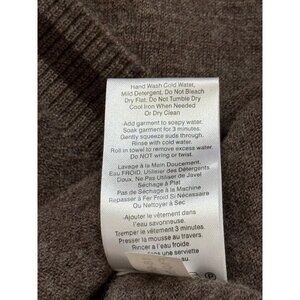 Hand Wash Cold Water,
Mild Detergent, Do Not Bleach
Dry Flat. Do Not Tumble Dry
Cool Iron When Needed
Or Dry Clean
Add garment to soapy water.
Soak garment for 3 minutes.
Gently squeeze suds through.
Rinse with cold water.
Roll in towel to remove excess water.
Do NOT wring or twist.
Lavage à la Main Doucement.
Eau FROID, Utiliser des Détergents
Doux, Ne Pas Utiliser de Javel
Séchage à Plat
Pas de Séchage à la Machine
Repasser à Fer Froid Si Nécessaire
Ou Nettoyer à Sec
-Ajouter le vêtement dans
l'eau savonneuse.
Tremper le vêtement 3 minutes.
Presser la mousse au travers.
Rincer à l'eau froide.